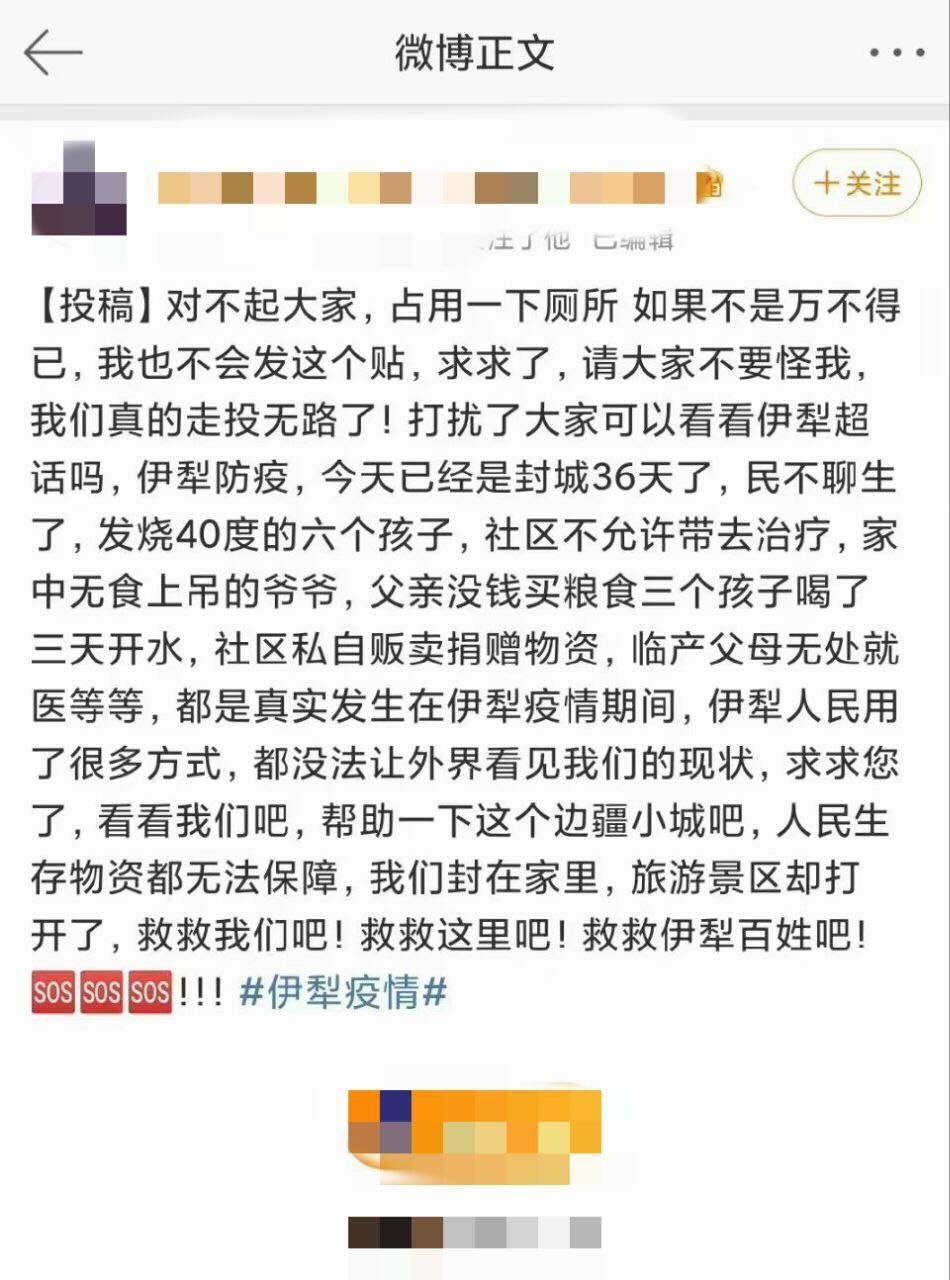 微博正文
+关注
注了他 已编辑
【投稿】对不起大家,占用一下厕所 如果不是万不得
已,我也不会发这个贴,求求了,请大家不要怪我,
我们真的走投无路了!打扰了大家可以看看伊犁超
话吗,伊犁防疫,今天已经是封城36天了,民不聊生
了,发烧40度的六个孩子,社区不允许带去治疗,家
中无食上吊的爷爷,父亲没钱买粮食三个孩子喝了
三天开水,社区私自贩卖捐赠物资,临产父母无处就
医等等,都是真实发生在伊犁疫情期间,伊犁人民用
了很多方式,都没法让外界看见我们的现状,求求您
了,看看我们吧,帮助一下这个边疆小城吧,人民生
存物资都无法保障,我们封在家里,旅游景区却打
开了,救救我们吧!救救这里吧!救救伊犁百姓吧!
🆘🆘🆘!!! #伊犁疫情#